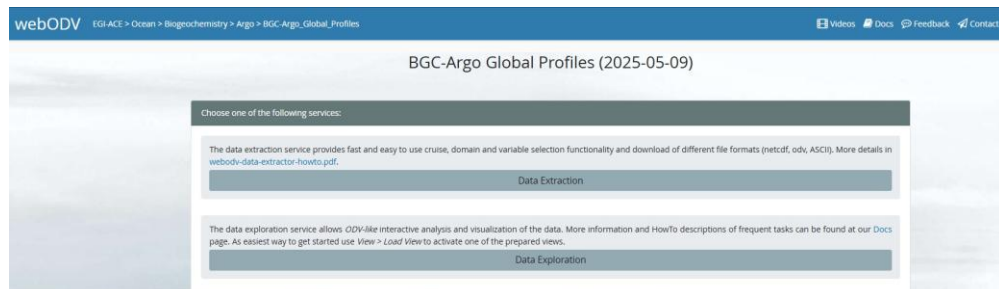 webODV EGI-ACE > Ocean > Biogeochemistry > Argo > BGC-Argo_Global_Profiles Videos Docs Feedback Contact
BGC-Argo Global Profiles (2025-05-09)
Choose one of the following services:
The data extraction service provides fast and easy to use cruise, domain and variable selection functionality and download of different file formats (netcdf, odv, ASCII). More details in
webodv-data-extractor-howto.pdf.
Data Extraction
The data exploration service allows ODV-like interactive analysis and visualization of the data. More information and HowTo descriptions of frequent tasks can be found at our Docs
page. As easiest way to get started use View > Load View to activate one of the prepared views.
Data Exploration